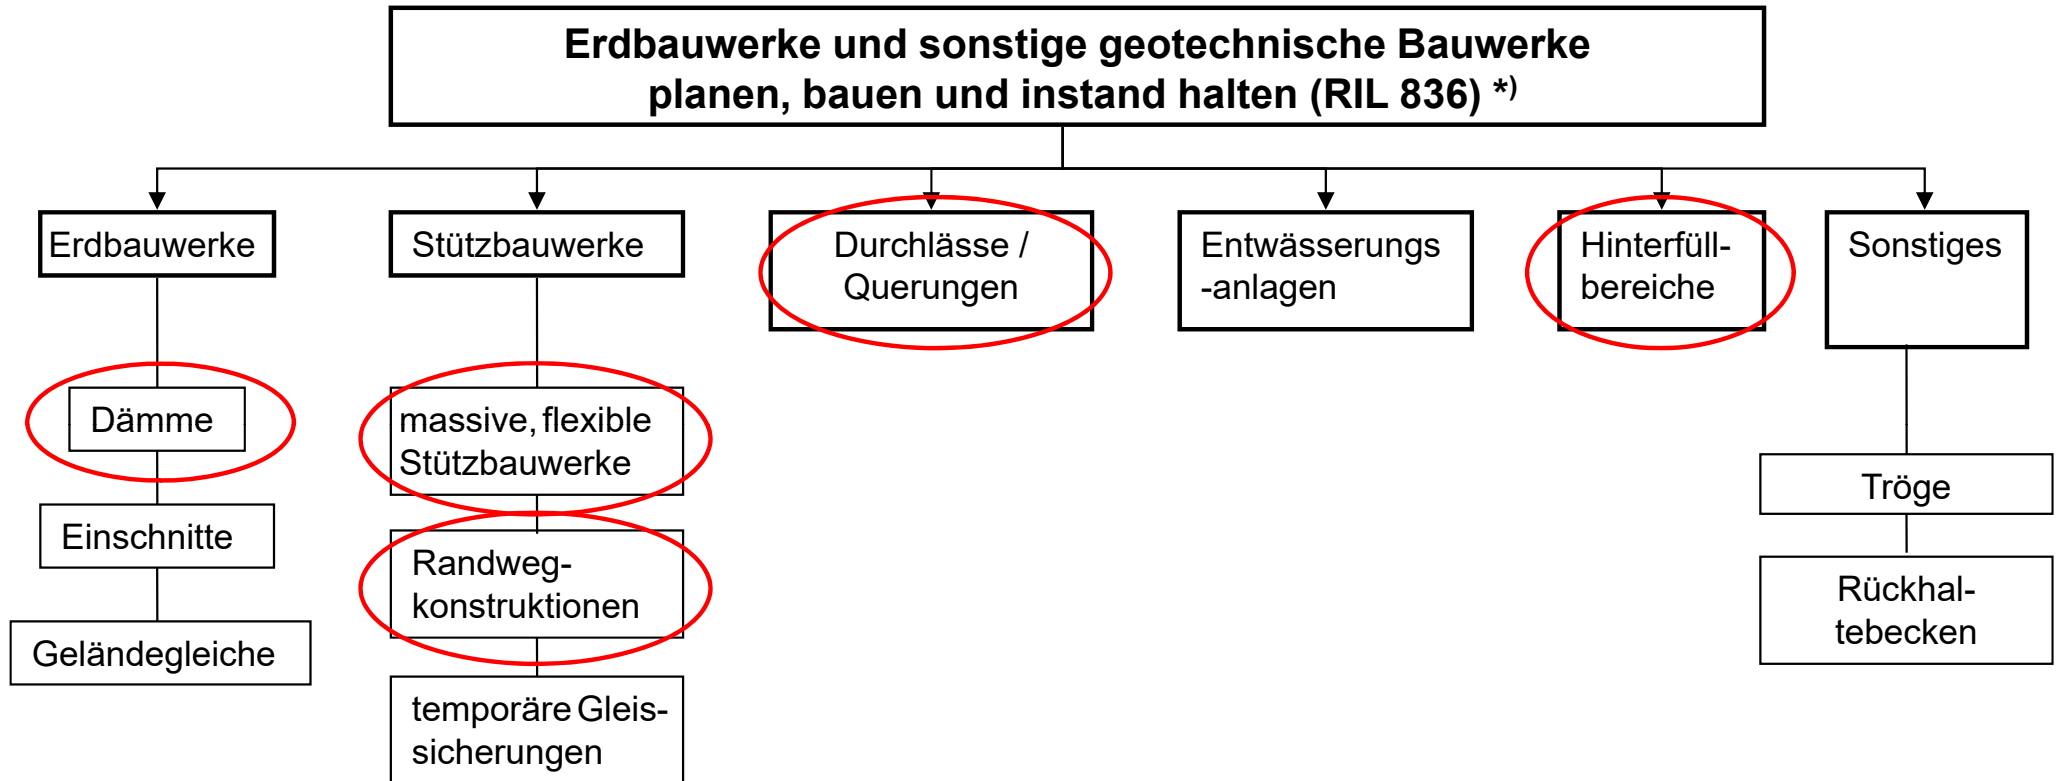 Erdbauwerke und sonstige geotechnische Bauwerke
planen, bauen und instand halten (RIL 836) *)
Erdbauwerke
Stützbauwerke
Durchlässe /
Querungen
Entwässerungs
-anlagen
Hinterfüll-
bereiche
Sonstiges
Dämme
Einschnitte
Geländegleiche
massive, flexible
Stützbauwerke
Randweg-
konstruktionen
temporäre Gleis-
sicherungen
Tröge
Rückhal-
tebecken